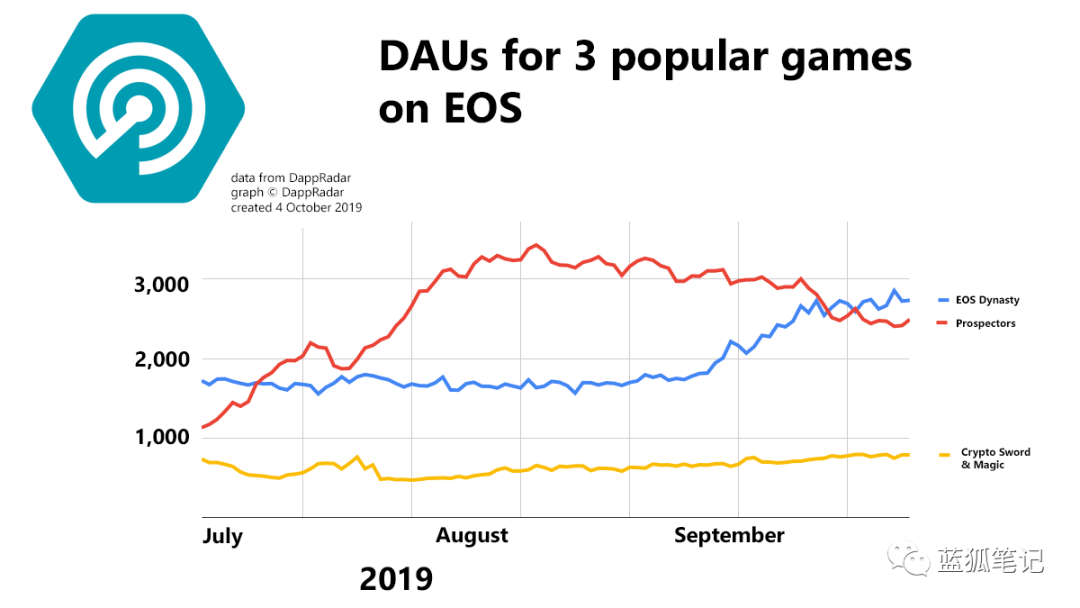 DAUs for 3 popular games
on EOS
data from DappRadar
graph © DappRadar
created 4 October 2019
3,000
2,000
1,000
EOS Dynasty
Prospectors
Crypto Sword
& Magic
July
August
September
2019
蓝狐笔记